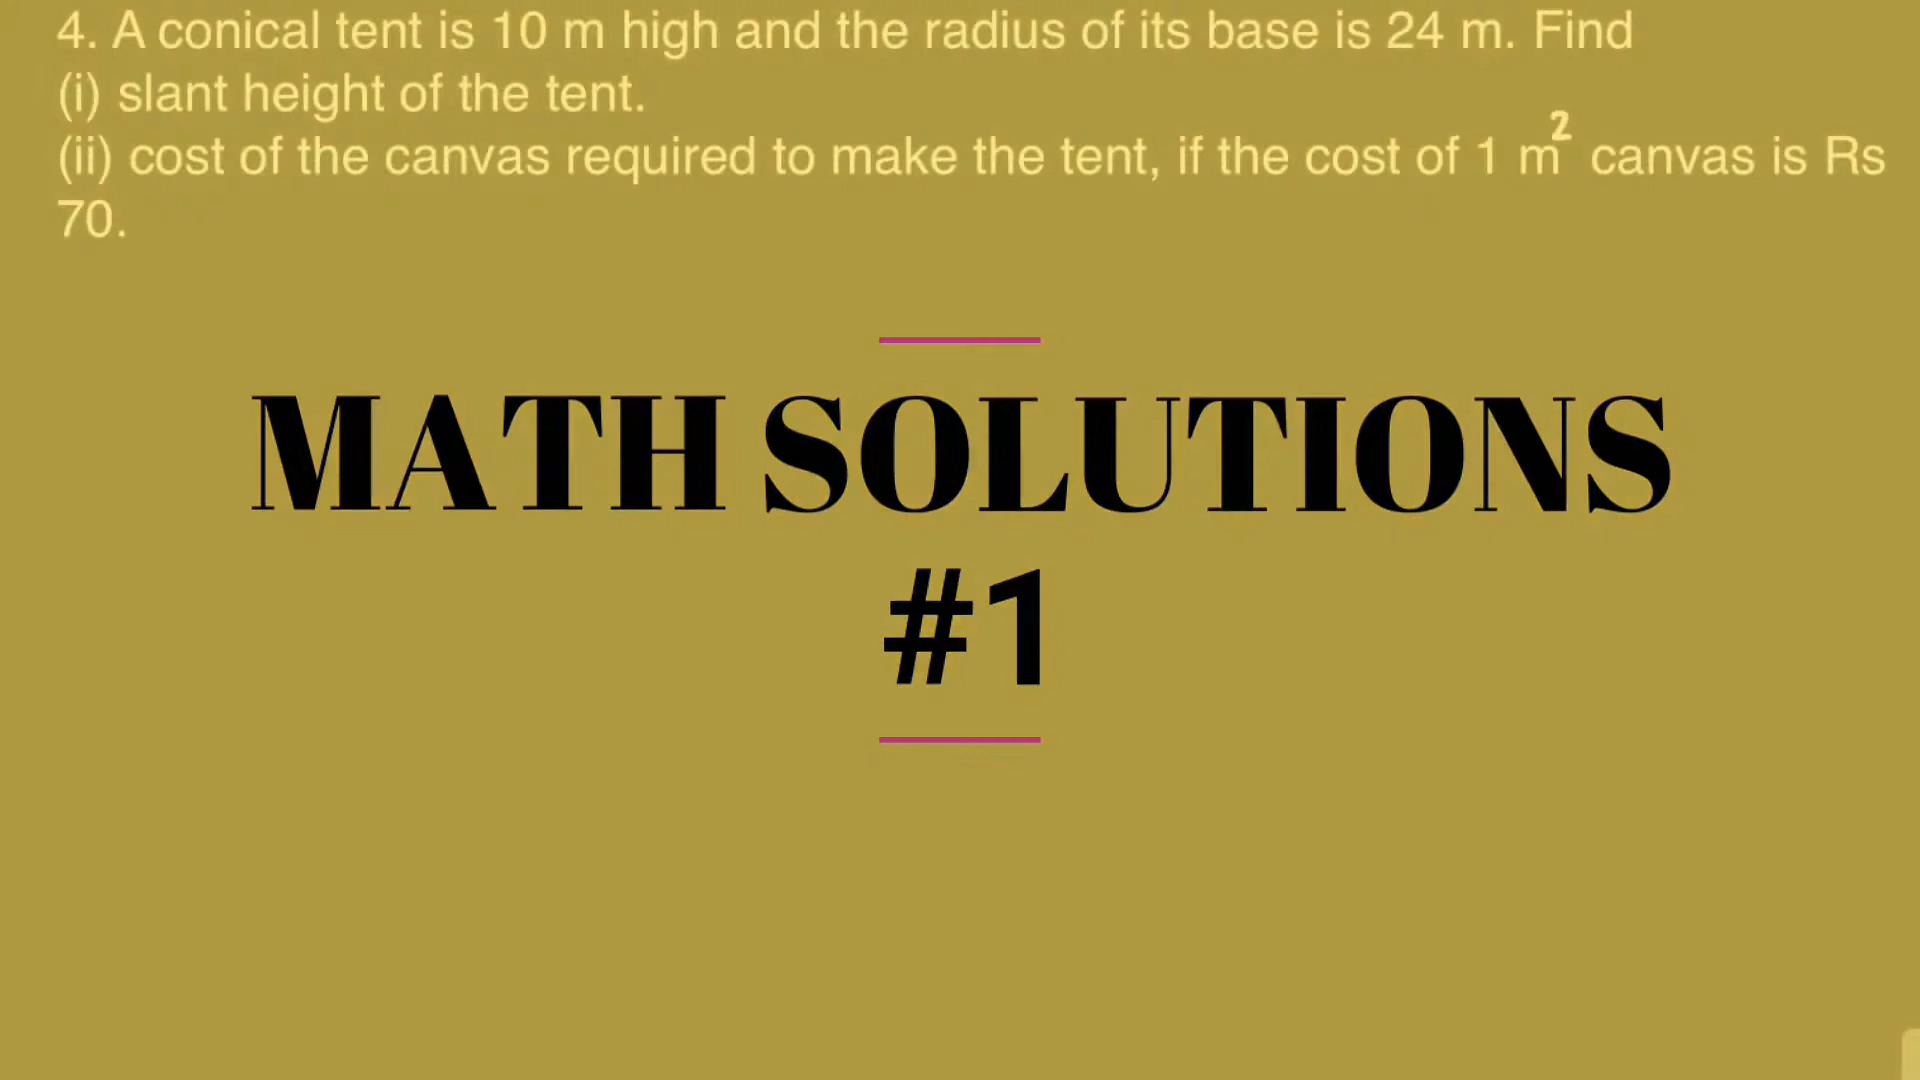 4. A conical tent is 10 m high and the radius of its base is 24 m. Find
(i) slant height of the tent.
(ii) cost of the canvas required to make the tent, if the cost of 1 m² canvas is Rs
70.
MATH SOLUTIONS
#1